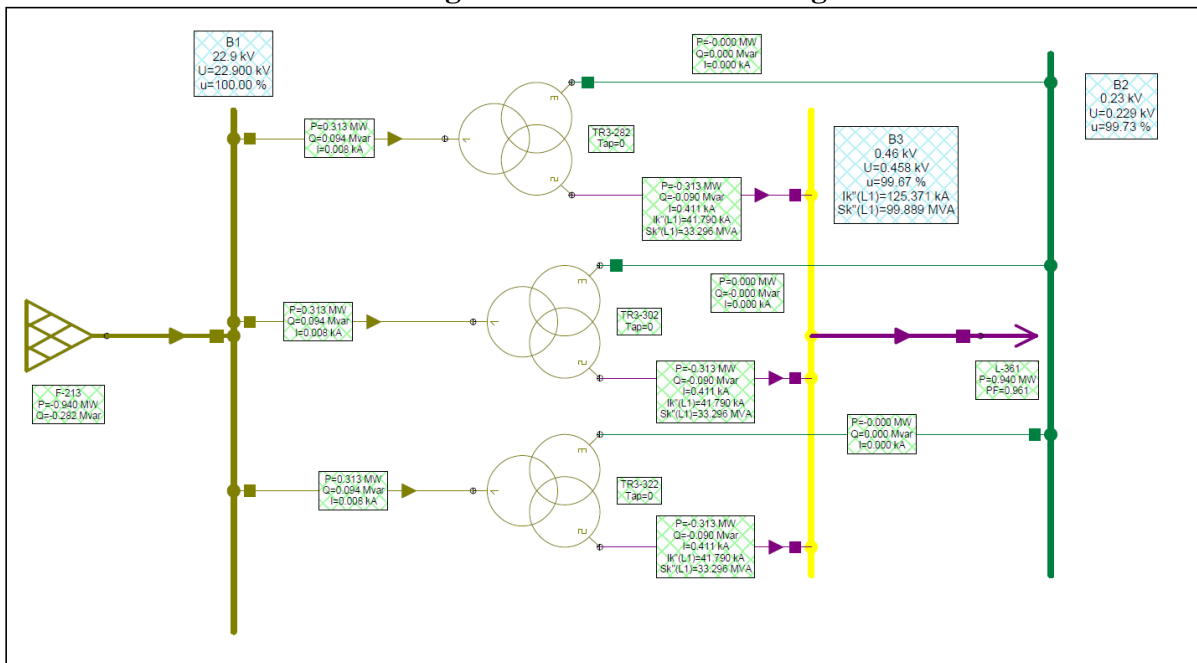 B1
22.9 kV
U=22.900 kV
u=100.00 %
P=-0.000 MW
Q=0.000 Mvar
I=0.000 kA
B2
0.23 kV
U=0.229 kV
u=99.73 %
P=0.313 MW
Q=0.094 Mvar
I=0.008 kA
1
3
2
TR3-282
Tap=0
B3
0.46 kV
U=0.458 kV
u=99.67 %
Ik"(L1)=125.371 kA
Sk"(L1)=99.889 MVA
P=-0.313 MW
Q=-0.090 Mvar
I=0.411 kA
Ik"(L1)=41.790 kA
Sk"(L1)=33.296 MVA
P=0.000 MW
Q=-0.000 Mvar
I=0.000 kA
P=0.313 MW
Q=0.094 Mvar
I=0.008 kA
1
3
2
TR3-302
Tap=0
P=-0.313 MW
Q=-0.090 Mvar
I=0.411 kA
Ik"(L1)=41.790 kA
Sk"(L1)=33.296 MVA
L-361
P=0.940 MW
PF=0.961
F-213
P=-0.940 MW
Q=-0.282 Mvar
P=-0.000 MW
Q=0.000 Mvar
I=0.000 kA
P=0.313 MW
Q=0.094 Mvar
I=0.008 kA
1
3
2
TR3-322
Tap=0
P=-0.313 MW
Q=-0.090 Mvar
I=0.411 kA
Ik"(L1)=41.790 kA
Sk"(L1)=33.296 MVA